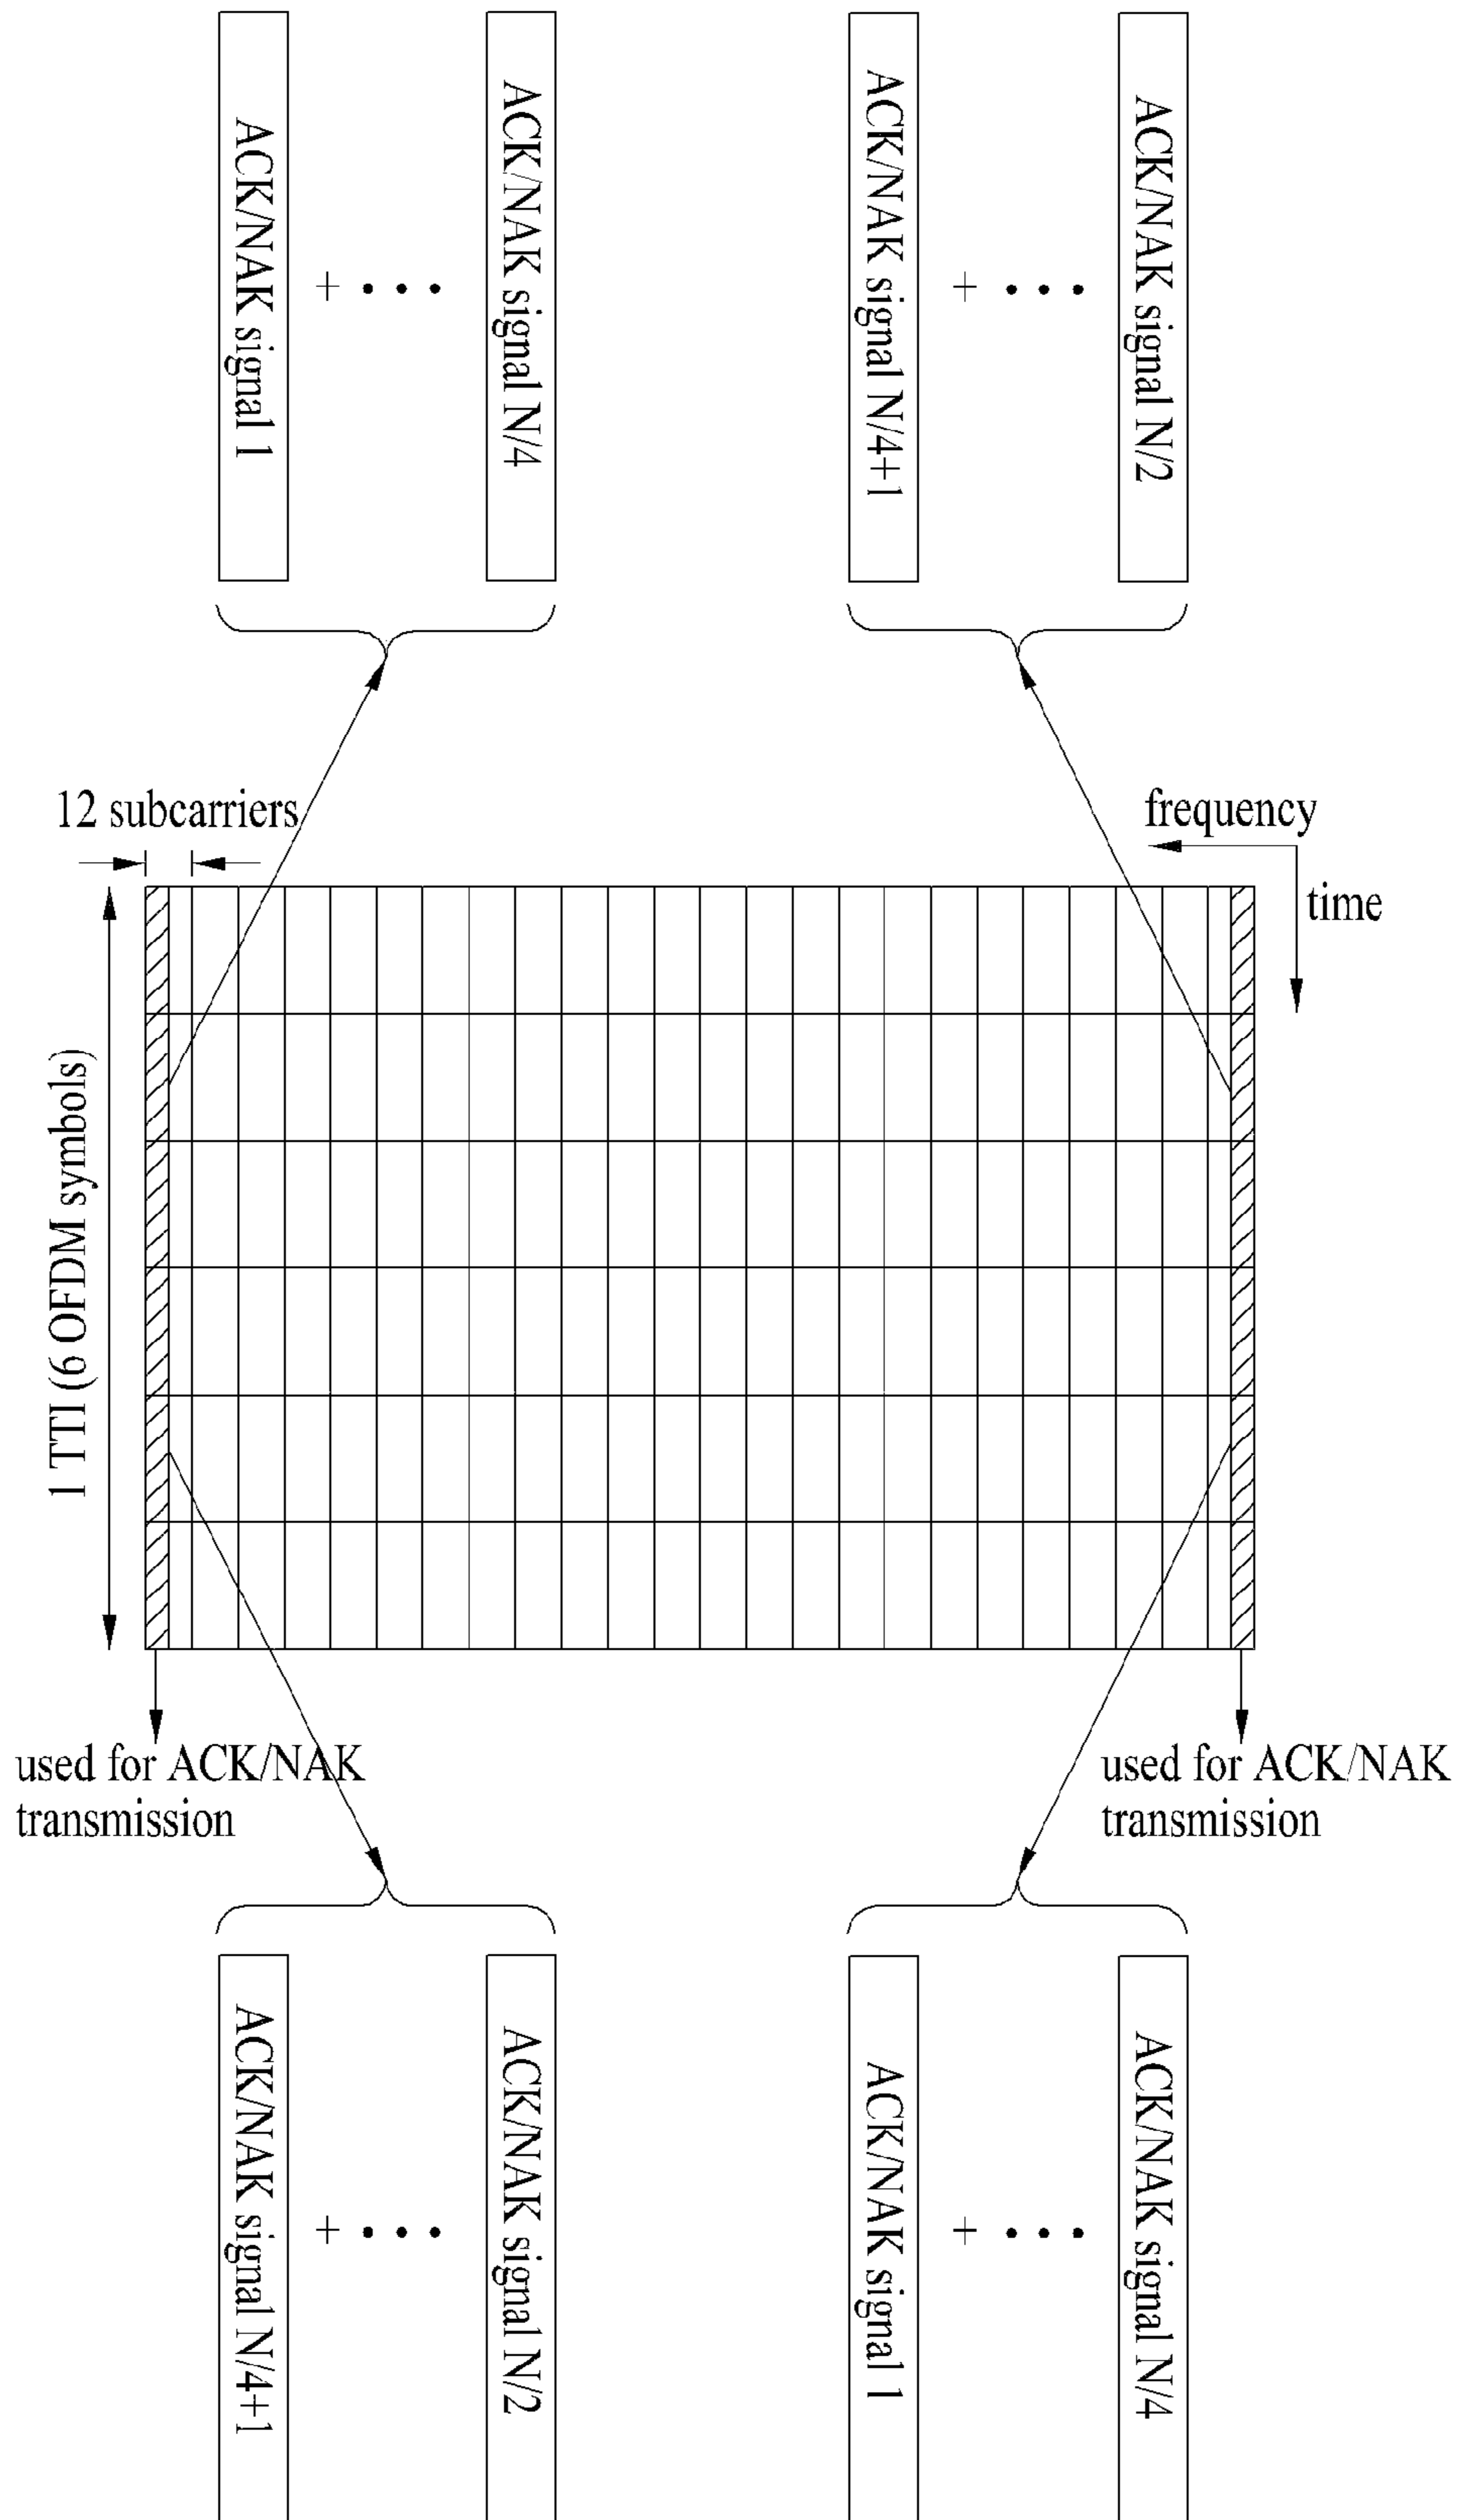 ACK/NAK signal 1
+ • • •
ACK/NAK signal N/4
ACK/NAK signal N/4+1
+ • • •
ACK/NAK signal N/2
12 subcarriers
frequency
time
1 TTI (6 OFDM symbols)
used for ACK/NAK
transmission
used for ACK/NAK
transmission
ACK/NAK signal N/4+1
+ • • •
ACK/NAK signal N/2
ACK/NAK signal 1
+ • • •
ACK/NAK signal N/4